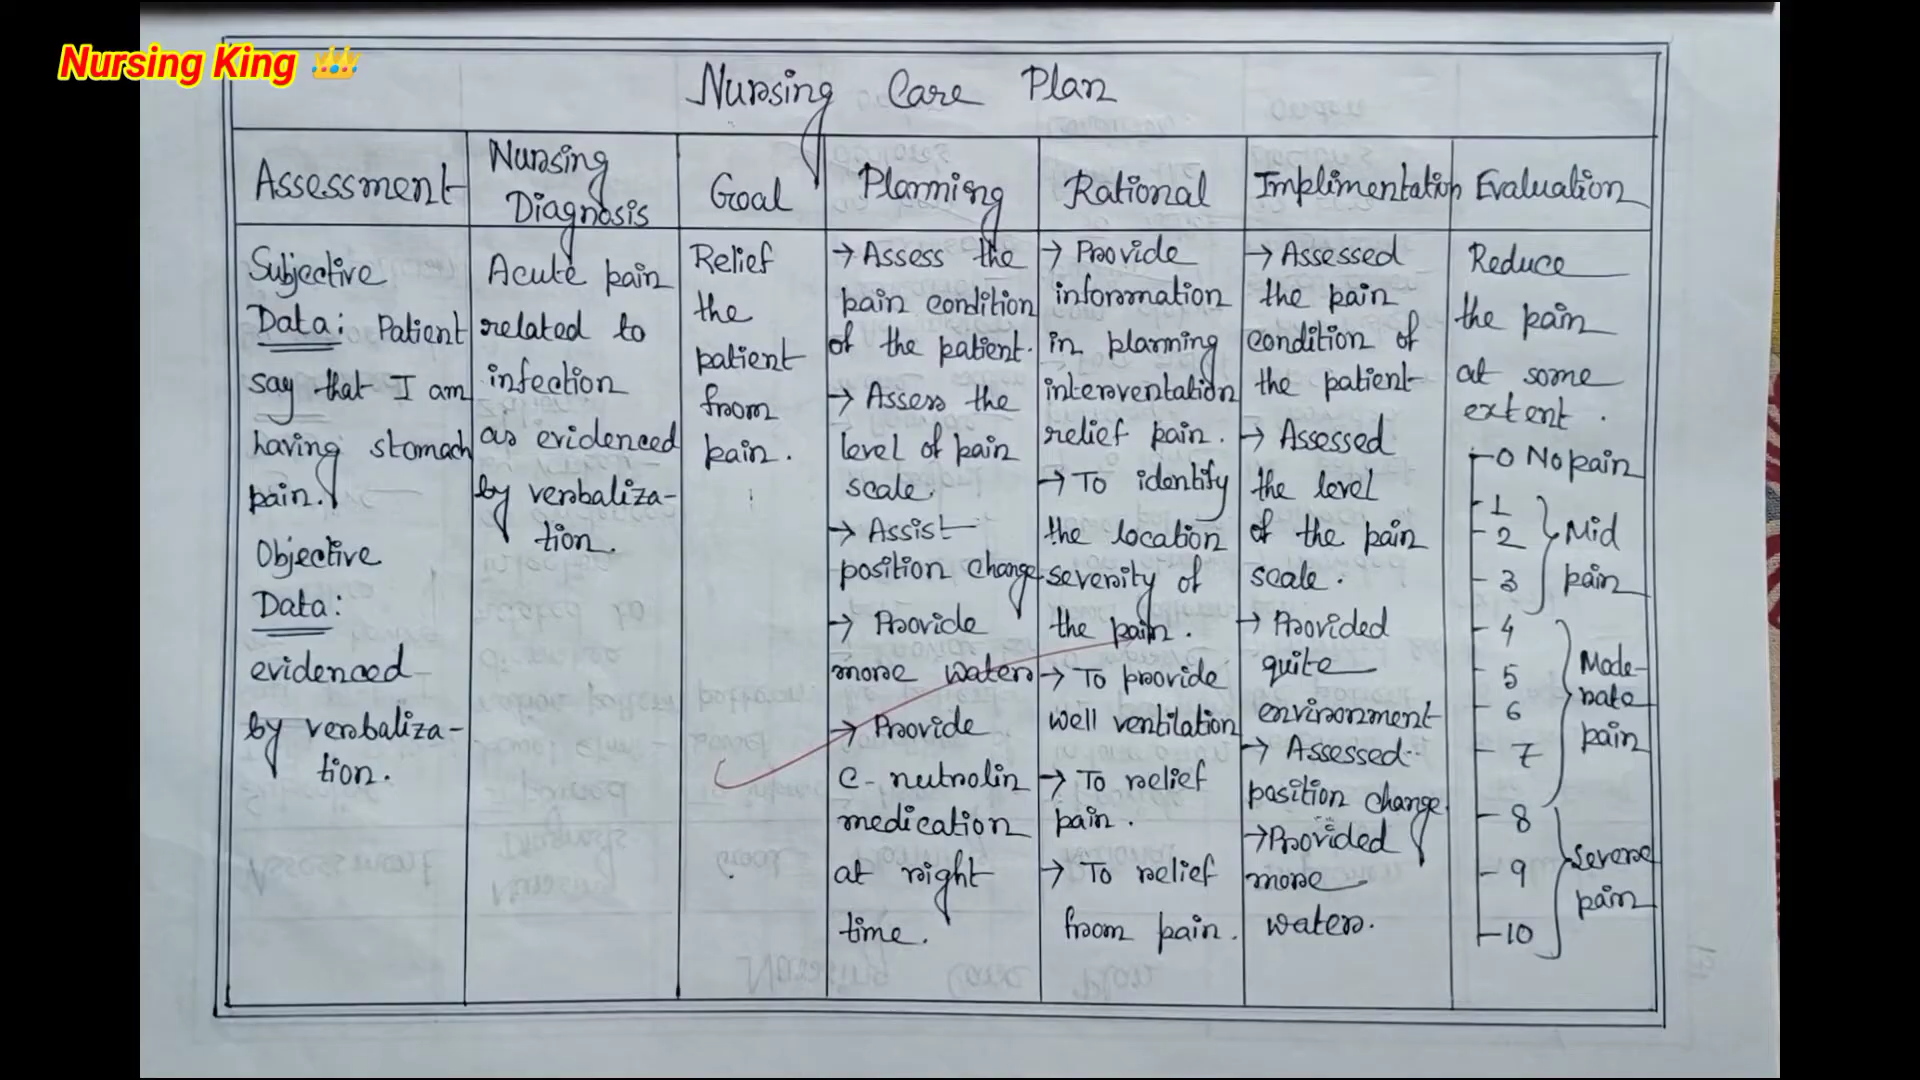 Nursing King
Nursing Care Plan
Assessment
Nursing
Diagnosis
Goal
Planning
Rational
Implimentation
Evaluation
Subjective
Data: Patient
say that I am
having stomach
pain.
Objective
Data:
evidenced
by verbaliza-
tion.
Acute pain
related to
infection
as evidenced
by verbaliza-
tion.
Relief
the
patient
from
pain.
→ Assess the
pain condition
of the patient.
→ Assess the
level of pain
scale.
→ Assist
position change
→ Provide
more water
→ Provide
C-nutrolin
medication
at right
time.
→ Provide
information
in planning
interventation
relief pain.
→ To identify
the location
severity of
the pain.
→ To provide
well ventilation
→ To relief
pain.
→ To relief
from pain.
→ Assessed
the pain
condition of
the patient
→ Assessed
the level
of the pain
scale.
→ Provided
quite
environment
→ Assessed
position change.
→ Provided
more
water.
Reduce
the pain
at some
extent.
0 No pain
1
2
3
Mid
pain
4
5
6
7
Mode-
rate
pain
8
9
10
Severe
pain